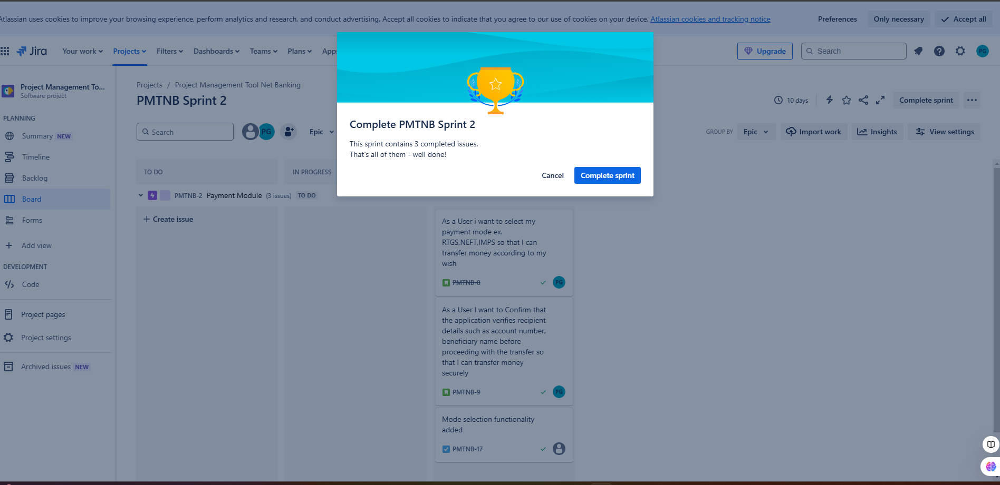 Atlassian uses cookies to improve your browsing experience, perform analytics and research, and conduct advertising. Accept all cookies to indicate that you agree to our use of cookies on your device. Atlassian cookies and tracking notice
Preferences
Only necessary
Accept all
Jira
Your work
Projects
Filters
Dashboards
Teams
Plans
Apps
Upgrade
Search
PG
Project Management To...
Software project
PLANNING
Summary NEW
Timeline
Backlog
Board
Forms
Add view
DEVELOPMENT
Code
Project pages
Project settings
Archived issues NEW
Projects / Project Management Tool Net Banking
PMTNB Sprint 2
10 days
Complete sprint
Search
PG
Epic
GROUP BY
Epic
Import work
Insights
View settings
Complete PMTNB Sprint 2
This sprint contains 3 completed issues.
That's all of them - well done!
Cancel
Complete sprint
TO DO
IN PROGRESS
PMTNB-2 Payment Module (3 issues) TO DO
+ Create issue
As a User i want to select my
payment mode ex.
RTGS,NEFT,IMPS so that I can
transfer money according to my
wish
PMTNB-8
PG
As a User I want to Confirm that
the application verifies recipient
details such as account number,
beneficiary name before
proceeding with the transfer so
that I can transfer money
securely
PMTNB-9
PG
Mode selection functionality
added
PMTNB-17